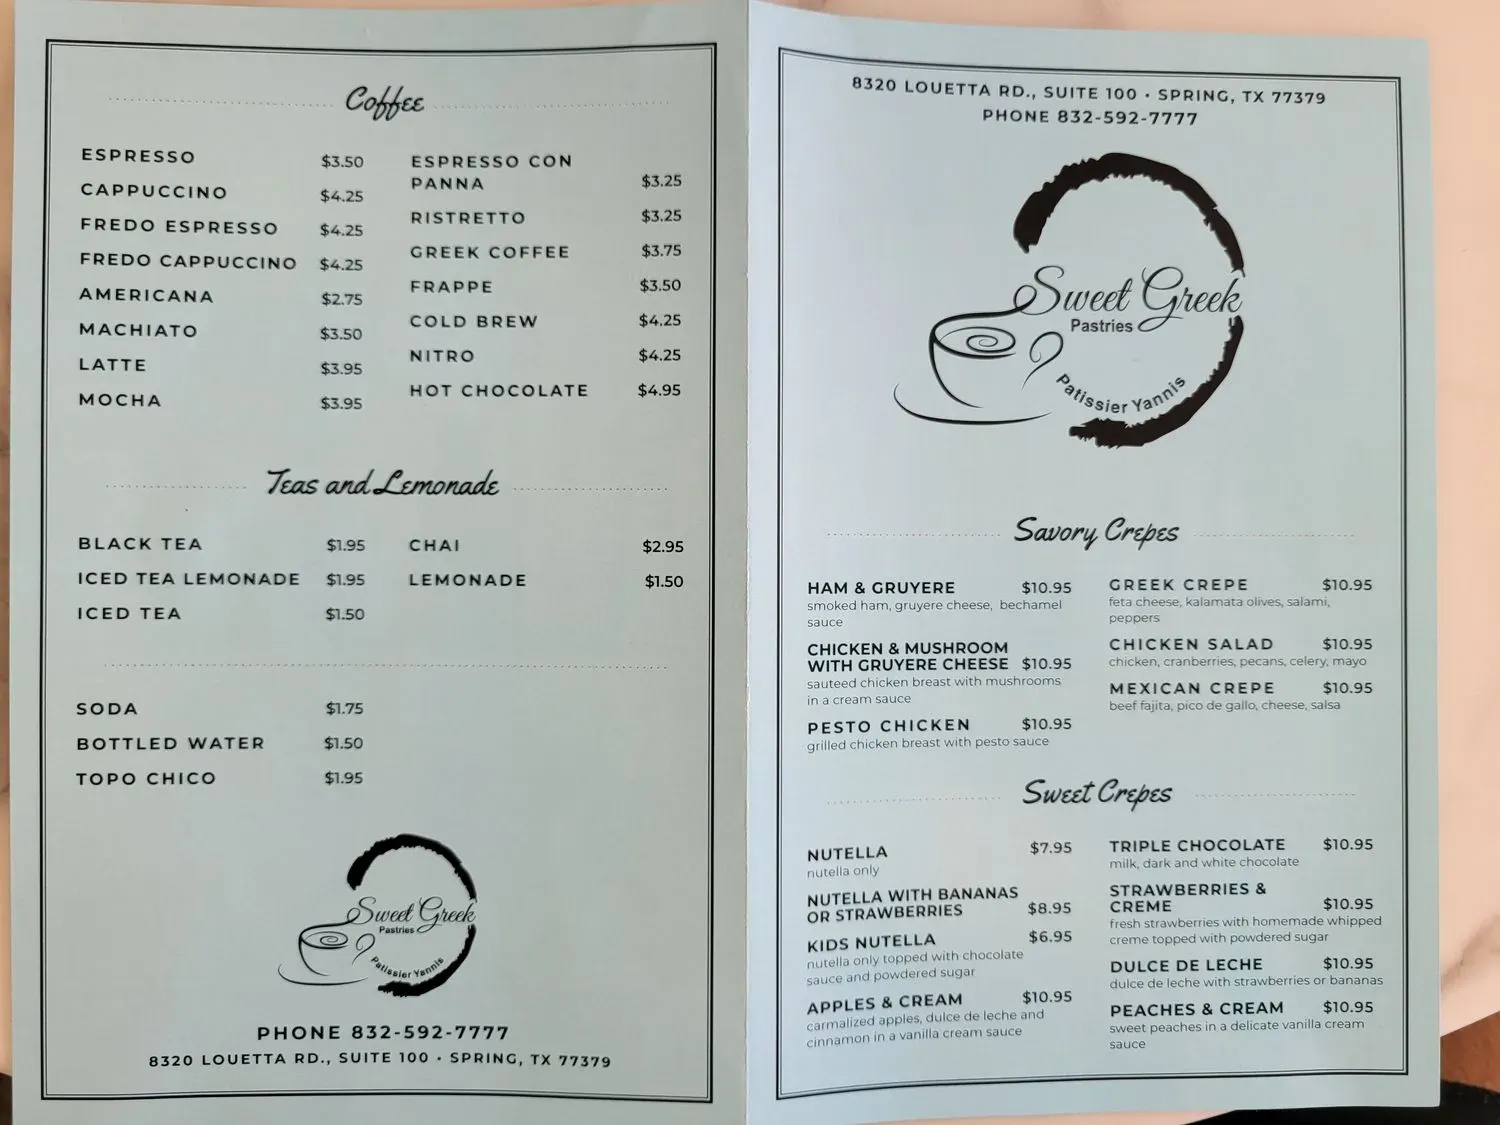 Coffee
ESPRESSO $3.50
CAPPUCCINO $4.25
FREDO ESPRESSO $4.25
FREDO CAPPUCCINO $4.25
AMERICANA $2.75
MACHIATO $3.50
LATTE $3.95
MOCHA $3.95
ESPRESSO CON
PANNA $3.25
RISTRETTO $3.25
GREEK COFFEE $3.75
FRAPPE $3.50
COLD BREW $4.25
NITRO $4.25
HOT CHOCOLATE $4.95
Teas and Lemonade
BLACK TEA $1.95
ICED TEA LEMONADE $1.95
ICED TEA $1.50
CHAI $2.95
LEMONADE $1.50
SODA $1.75
BOTTLED WATER $1.50
TOPO CHICO $1.95
Sweet Greek
Pastries
Patissier Yannis
PHONE 832-592-7777
8320 LOUETTA RD., SUITE 100 • SPRING, TX 77379
8320 LOUETTA RD., SUITE 100 • SPRING, TX 77379
PHONE 832-592-7777
Sweet Greek
Pastries
Patissier Yannis
Savory Crepes
HAM & GRUYERE $10.95
smoked ham, gruyere cheese, bechamel
sauce
CHICKEN & MUSHROOM
WITH GRUYERE CHEESE $10.95
sauteed chicken breast with mushrooms
in a cream sauce
PESTO CHICKEN $10.95
grilled chicken breast with pesto sauce
GREEK CREPE $10.95
feta cheese, kalamata olives, salami,
peppers
CHICKEN SALAD $10.95
chicken, cranberries, pecans, celery, mayo
MEXICAN CREPE $10.95
beef fajita, pico de gallo, cheese, salsa
Sweet Crepes
NUTELLA $7.95
nutella only
NUTELLA WITH BANANAS
OR STRAWBERRIES $8.95
KIDS NUTELLA $6.95
nutella only topped with chocolate
sauce and powdered sugar
APPLES & CREAM $10.95
carmalized apples, dulce de leche and
cinnamon in a vanilla cream sauce
TRIPLE CHOCOLATE $10.95
milk, dark and white chocolate
STRAWBERRIES &
CREME $10.95
fresh strawberries with homemade whipped
creme topped with powdered sugar
DULCE DE LECHE $10.95
dulce de leche with strawberries or bananas
PEACHES & CREAM $10.95
sweet peaches in a delicate vanilla cream
sauce